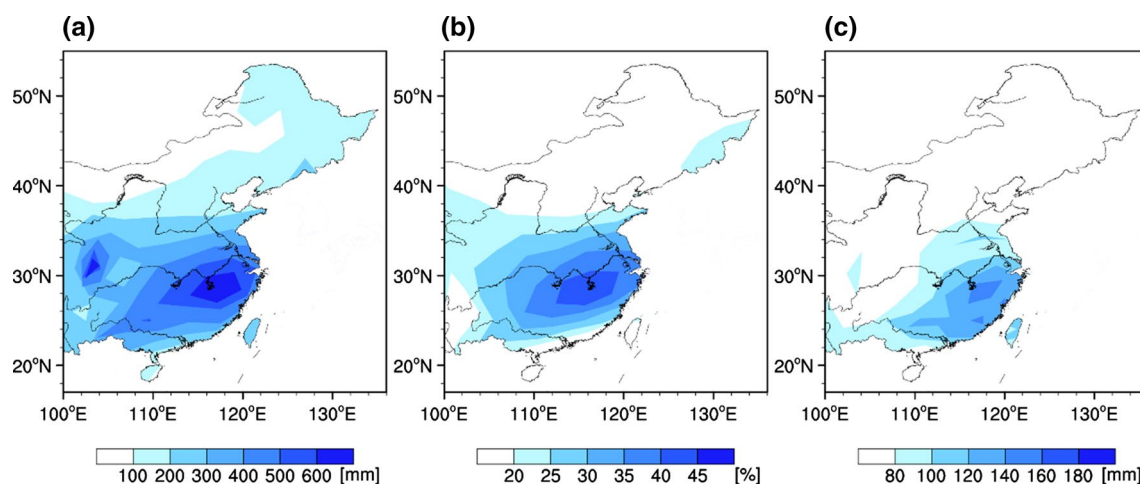 (a) (b) (c)
50°N 50°N 50°N
40°N 40°N 40°N
30°N 30°N 30°N
20°N 20°N 20°N
100°E 110°E 120°E 130°E 100°E 110°E 120°E 130°E 100°E 110°E 120°E 130°E
100 200 300 400 500 600 [mm] 20 25 30 35 40 45 [%] 80 100 120 140 160 180 [mm]